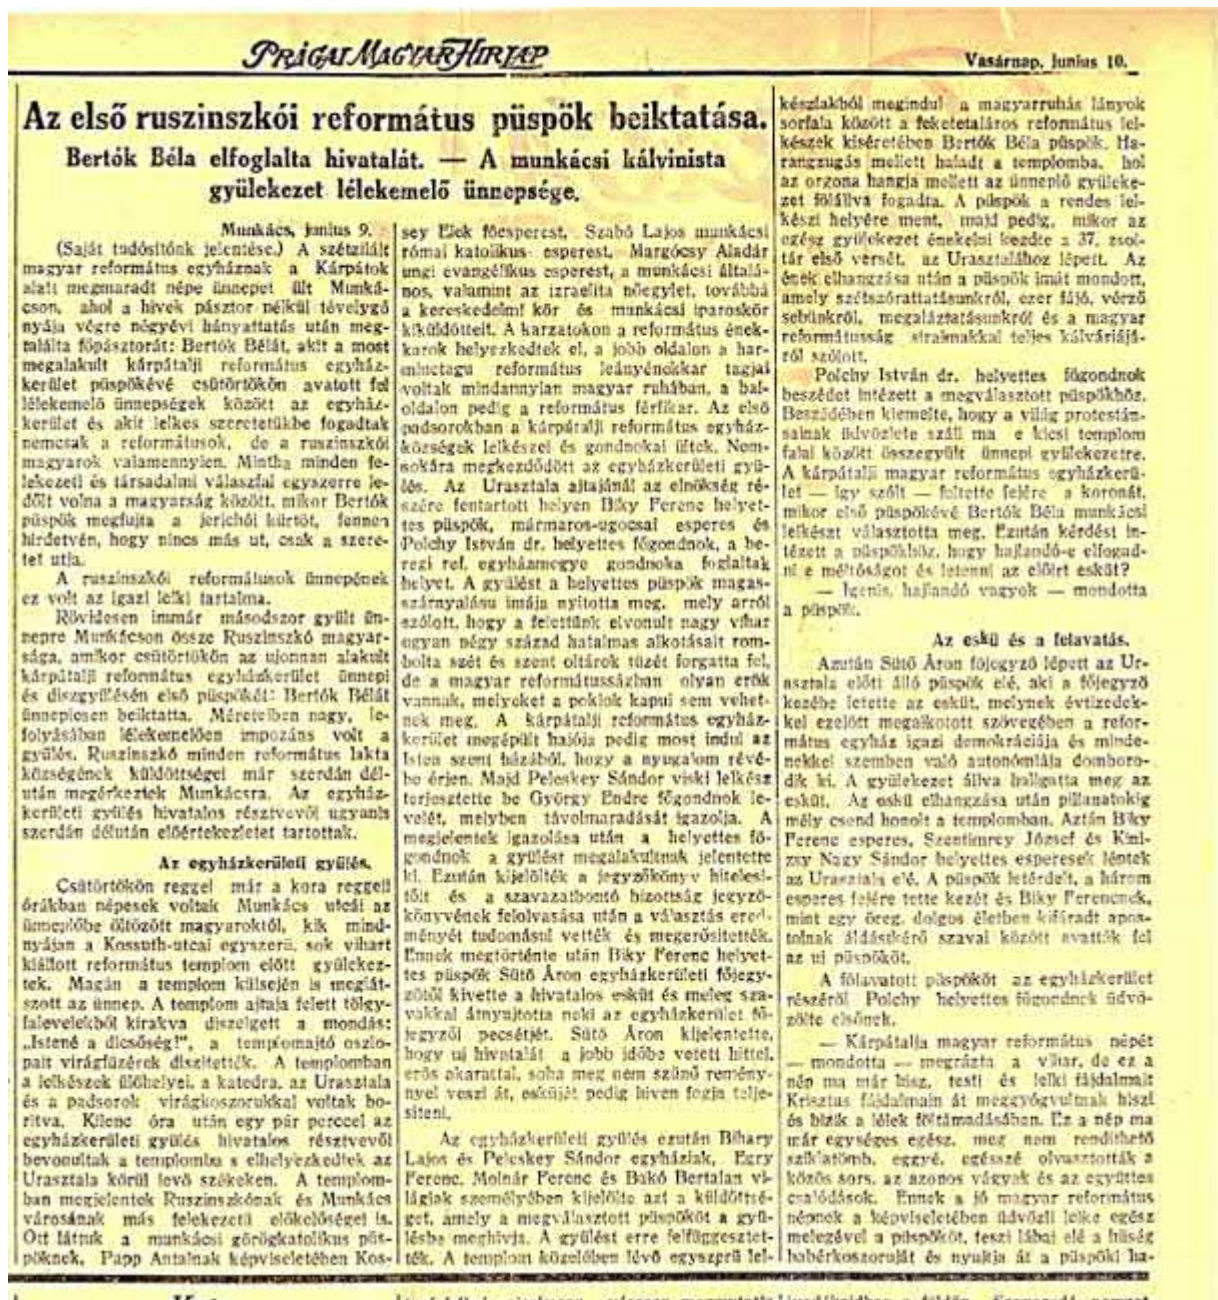 PRÁGAI MAGYAR HIRLAP
Vasárnap, junius 10.
Az első ruszinszkói református püspök beiktatása.
Bertók Béla elfoglalta hivatalát. — A munkácsi kálvinista
gyülekezet lélekemelő ünnepsége.
Munkács, junius 9.
(Saját tudósitónk jelentése.) A szétzilált
magyar református egyháznak a Kárpátok
alatt megmaradt népe ünnepet ült Munká-
cson, ahol a hivek pásztor nélkül tévelygő
nyája végre négyévi hányattatás után meg-
találta főpásztorát: Bertók Bélát, akit a most
megalakult kárpátalji református egyház-
kerület püspökévé csütörtökön avatott fel
lélekemelő ünnepségek között az egyház-
kerület és akit lelkes szeretetükbe fogadtak
nemcsak a reformátusok, de a ruszinszkói
magyarok valamennyien. Mintha minden fe-
lekezeti és társadalmi válaszfal egyszerre le-
dőlt volna a magyarság között, mikor Bertók
püspök megfujta a jerichói kürtöt, fennen
hirdetvén, hogy nincs más ut, csak a szere-
tet utja.
A ruszinszkói reformátusok ünnepének
ez volt az igazi lelki tartalma.
Rövidesen immár másodszor gyült ün-
nepre Munkácson össze Ruszinszkó magyar-
sága, amikor csütörtökön az ujonnan alakult
kárpátalji református egyházkerület ünnepi
és diszgyülésén első püspökét: Bertók Bélát
ünnepiesen beiktatta. Méreteiben nagy, le-
folyásában lélekemelően impozáns volt a
gyülés. Ruszinszkó minden református lakta
községének küldöttségei már szerdán dél-
után megérkeztek Munkácsra. Az egyház-
kerületi gyülés hivatalos résztvevői ugyanis
szerdán délután előértekezletet tartottak.
Az egyházkerületi gyülés.
Csütörtökön reggel már a kora reggeli
órákban népesek voltak Munkács utcái az
ünneplőbe öltözött magyaroktól, kik mind-
nyájan a Kossuth-utcai egyszerü, sok vihart
kiállott református templom előtt gyülekez-
tek. Magán a templom külsején is meglát-
szott az ünnep. A templom ajtaja felett tölgy-
falevelekből kirakva diszelgett a mondás:
„Istené a dicsőség!", a templomajtó oszlo-
pait virágfüzérek diszitették. A templomban
a lelkészek ülőhelyei, a katedra, az Urasztala
és a padsorok virágkoszorukkal voltak bo-
ritva. Kilenc óra után egy pár perccel az
egyházkerületi gyülés hivatalos résztvevői
bevonultak a templomba s elhelyezkedtek az
Urasztala körül levő székeken. A templom-
ban megjelentek Ruszinszkónak és Munkács
városának más felekezetü előkelőségei is.
Ott láttuk a munkácsi görögkatolikus püs-
pöknek, Papp Antalnak képviseletében Kos-
sey Elek főesperest, Szabó Lajos munkácsi
római katolikus esperest, Margócsy Aladár
ungi evangélikus esperest, a munkácsi általá-
nos, valamint az izraelita nőegylet, továbbá
a kereskedelmi kör és munkácsi iparoskör
kiküldötteit. A karzatokon a református ének-
karok helyezkedtek el, a jobb oldalon a har-
minctagu református leányénekkar tagjai
voltak mindannyian magyar ruhában, a bal-
oldalon pedig a református férfikar. Az első
padsorokban a kárpátalji református egyház-
községek lelkészei és gondnokai ültek. Nem-
sokára megkezdődött az egyházkerületi gyü-
lés. Az Urasztala ajtajánál az elnökség ré-
szére fentartott helyen Biky Ferenc helyet-
tes püspök, mármaros-ugocsai esperes és
Polchy István dr. helyettes főgondnok, a be-
regi ref. egyházmegye gondnoka foglaltak
helyet. A gyülést a helyettes püspök magas-
szárnyalásu imája nyitotta meg, mely arról
szólott, hogy a felettünk elvonult nagy vihar
ugyan négy század hatalmas alkotásait rom-
bolta szét és szent oltárok tüzét forgatta fel,
de a magyar reformátusságban olyan erők
vannak, melyeket a poklok kapui sem vehet-
nek meg. A kárpátalji református egyház-
kerület megépült hajója pedig most indul az
Isten szent házából, hogy a nyugalom révé-
be érjen. Majd Peleskey Sándor viski lelkész
terjesztette be György Endre főgondnok le-
velét, melyben távolmaradását igazolja. A
megjelentek igazolása után a helyettes fő-
gondnok a gyülést megalakultnak jelentette
ki. Ezután kijelölték a jegyzőkönyv hitelesi-
tőit és a szavazatbontó bizottság jegyző-
könyvének felolvasása után a választás ered-
ményét tudomásul vették és megerősitették.
Ennek megtörténte után Biky Ferenc helyet-
tes püspök Sütő Áron egyházkerületi főjegy-
zőtől kivette a hivatalos esküt és meleg sza-
vakkal átnyujtotta neki az egyházkerület fő-
jegyzői pecsétjét. Sütő Áron kijelentette,
hogy uj hivatalát a jobb időbe vetett hittel,
erős akarattal, soha meg nem szünő remény-
nyel veszi át, esküjét pedig hiven fogja telje-
siteni.
Az egyházkerületi gyülés ezután Bihary
Lajos és Peleskey Sándor egyháziak, Egry
Ferenc, Molnár Ferenc és Bakó Bertalan vi-
lágiak személyében kijelölte azt a küldöttsé-
get, amely a megválasztott püspököt a gyü-
lésbe meghivja. A gyülést erre felfüggesztet-
ték. A templom közelében lévő egyszerü lel-
készlakból megindul a magyarruhás lányok
sorfala között a feketetaláros református lel-
készek kiséretében Bertók Béla püspök. Ha-
rangzugás mellett haladt a templomba, hol
az orgona hangja mellett az ünneplő gyüleke-
zet fölállva fogadta. A püspök a rendes lel-
készi helyére ment, majd pedig, mikor az
egész gyülekezet énekelni kezdte a 37. zsol-
tár első versét, az Urasztalához lépett. Az
ének elhangzása után a püspök imát mondott,
amely szétszórattatásunkról, ezer fájó, vérző
sebünkről, megaláztatásunkról és a magyar
reformátusság siralmakkal teljes kálváriájá-
ról szólott.
Polchy István dr. helyettes főgondnok
beszédet intézett a megválasztott püspökhöz.
Beszédében kiemelte, hogy a világ protestán-
sainak üdvözlete száll ma e kicsi templom
falai között összegyült ünnepi gyülekezetre.
A kárpátalji magyar református egyházkerü-
let — igy szólt — feltette fejére a koronát,
mikor első püspökévé Bertók Béla munkácsi
lelkészt választotta meg. Ezután kérdést in-
tézett a püspökhöz, hogy hajlandó-e elfogad-
ni e méltóságot és letenni az előirt esküt?
— Igenis, hajlandó vagyok — mondotta
a püspök.
Az eskü és a felavatás.
Azután Sütő Áron főjegyző lépett az Ur-
asztala előtt álló püspök elé, aki a főjegyző
kezébe letette az esküt, melynek évtizedek-
kel ezelőtt megalkotott szövegében a refor-
mátus egyház igazi demokráciája és minde-
nekkel szemben való autonómiája domboro-
dik ki. A gyülekezet állva hallgatta meg az
esküt. Az eskü elhangzása után pillanatokig
mély csend honolt a templomban. Aztán Biky
Ferenc esperes, Szentimrey József és Kini-
zsy Nagy Sándor helyettes esperesek léptek
az Urasztala elé. A püspök letérdelt, a három
esperes fejére tette kezét és Biky Ferencnek,
mint egy öreg, dolgos életben kifáradt apos-
tolnak áldástkérő szavai között avatták fel
az uj püspököt.
A fölavatott püspököt az egyházkerület
részéről Polchy helyettes főgondnok üdvö-
zölte elsőnek.
— Kárpátalja magyar református népét
— mondotta — megrázta a vihar, de ez a
nép ma már hisz, testi és lelki fájdalmait
Krisztus fájdalmain át meggyógyultnak hiszi
és bizik a lélek föltámadásában. Ez a nép ma
már egységes egész, meg nem rendithető
sziklatömb, eggyé, egésszé olvasztották a
közös sors, az azonos vágyak és az együttes
csalódások. Ennek a jó magyar református
népnek a képviseletében üdvözli lelke egész
melegével a püspököt, teszi lábai elé a hüség
babérkoszoruját és nyujtja át a püspöki ha-